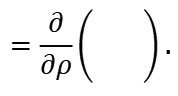 = ∂/∂ρ (   ) .